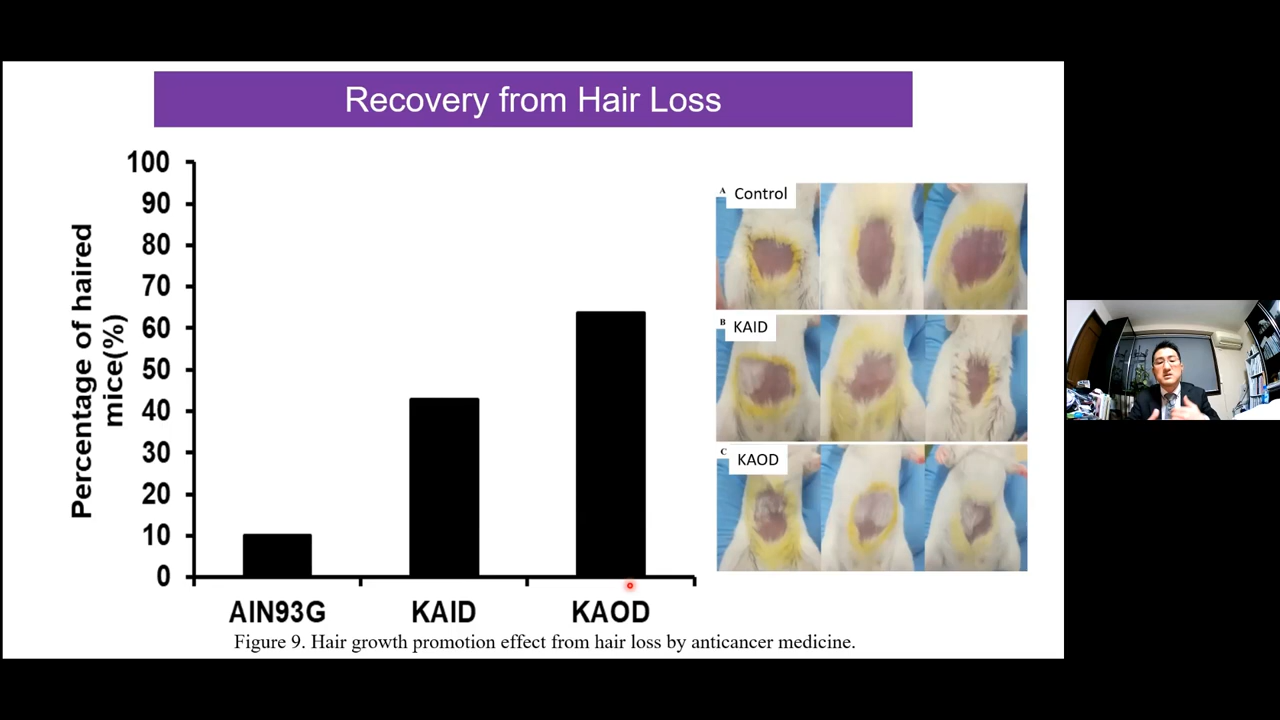 Recovery from Hair Loss
Percentage of haired
mice(%)
100
90
80
70
60
50
40
30
20
10
0
AIN93G
KAID
KAOD
A
Control
B
KAID
C
KAOD
Figure 9. Hair growth promotion effect from hair loss by anticancer medicine.